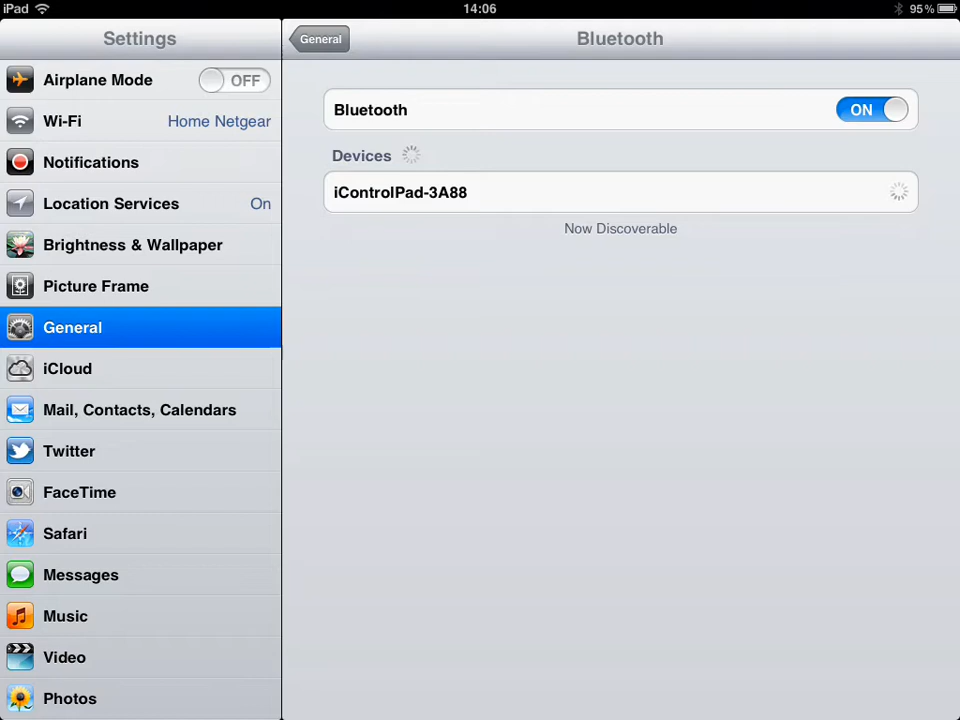 iPad
14:06
95%
Settings
General
Bluetooth
Airplane Mode
OFF
Wi-Fi
Home Netgear
Notifications
Location Services
On
Brightness & Wallpaper
Picture Frame
General
iCloud
Mail, Contacts, Calendars
Twitter
FaceTime
Safari
Messages
Music
Video
Photos
Bluetooth
ON
Devices
iControlPad-3A88
Now Discoverable